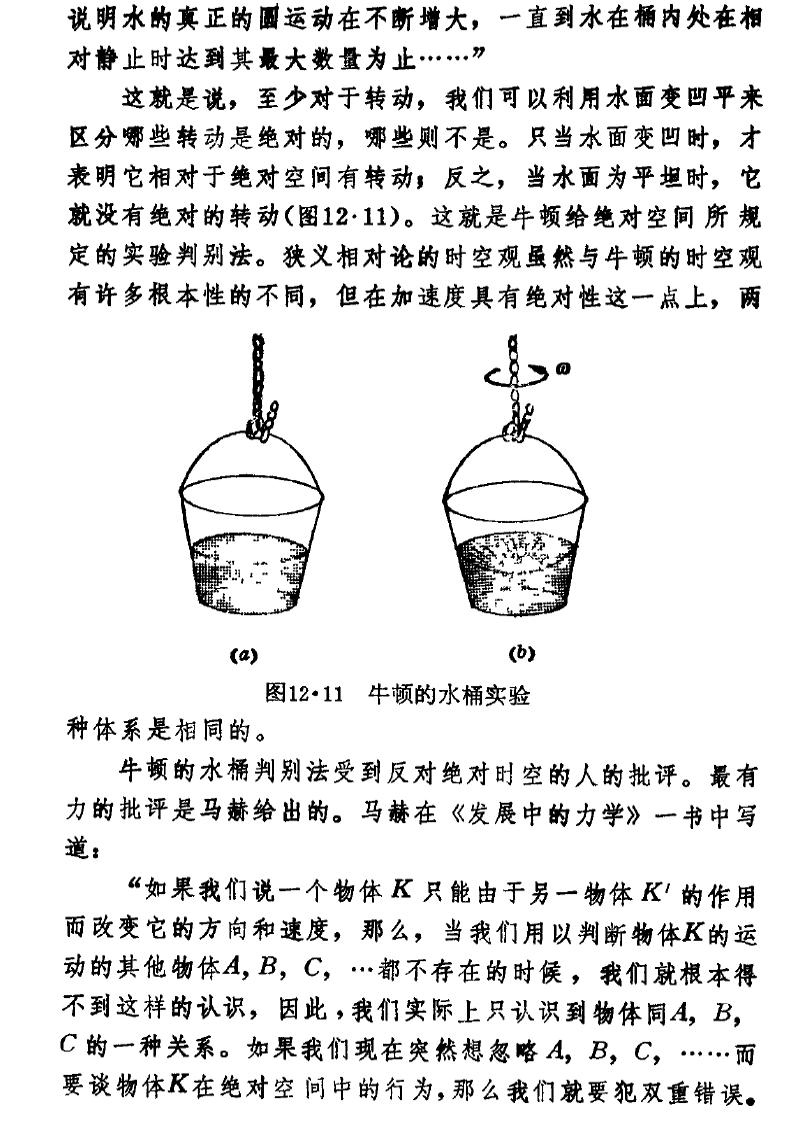 说明水的真正的圆运动在不断增大，一直到水在桶内处在相
对静止时达到其最大数量为止……”
这就是说，至少对于转动，我们可以利用水面变凹平来
区分哪些转动是绝对的，哪些则不是。只当水面变凹时，才
表明它相对于绝对空间有转动；反之，当水面为平坦时，它
就没有绝对的转动(图12·11)。这就是牛顿给绝对空间所规
定的实验判别法。狭义相对论的时空观虽然与牛顿的时空观
有许多根本性的不同，但在加速度具有绝对性这一点上，两
ω
(a)
(b)
图12·11 牛顿的水桶实验
种体系是相同的。
牛顿的水桶判别法受到反对绝对时空的人的批评。最有
力的批评是马赫给出的。马赫在《发展中的力学》一书中写
道：
“如果我们说一个物体K只能由于另一物体K′的作用
而改变它的方向和速度，那么，当我们用以判断物体K的运
动的其他物体A，B，C，…都不存在的时候，我们就根本得
不到这样的认识，因此，我们实际上只认识到物体同A，B，
C的一种关系。如果我们现在突然想忽略A，B，C，……而
要谈物体K在绝对空间中的行为，那么我们就要犯双重错误。